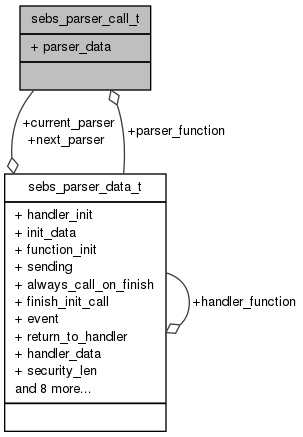 sebs_parser_call_t
+ parser_data
+current_parser
+next_parser
+parser_function
sebs_parser_data_t
+ handler_init
+ init_data
+ function_init
+ sending
+ always_call_on_finish
+ finish_init_call
+ event
+ return_to_handler
+ handler_data
+ security_len
and 8 more...
+handler_function